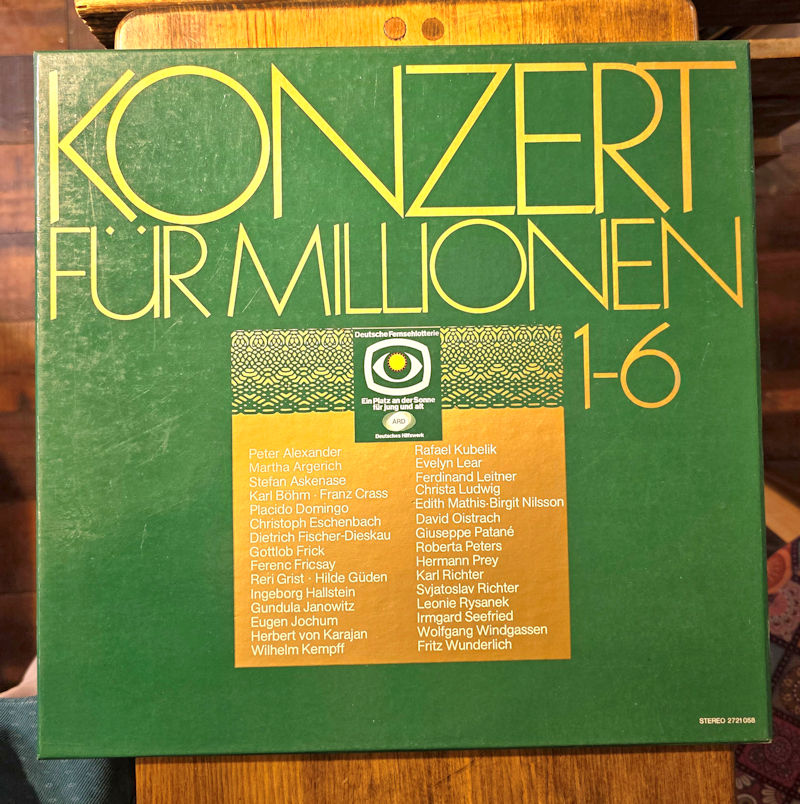 KONZERT
FÜR MILLIONEN
1-6
Deutsche Fernsehlotterie
Ein Platz an der Sonne
für jung und alt
ARD
Deutsches Hilfswerk
Peter Alexander
Martha Argerich
Stefan Askenase
Karl Böhm · Franz Crass
Placido Domingo
Christoph Eschenbach
Dietrich Fischer-Dieskau
Gottlob Frick
Ferenc Fricsay
Reri Grist · Hilde Güden
Ingeborg Hallstein
Gundula Janowitz
Eugen Jochum
Herbert von Karajan
Wilhelm Kempff
Rafael Kubelik
Evelyn Lear
Ferdinand Leitner
Christa Ludwig
Edith Mathis·Birgit Nilsson
David Oistrach
Giuseppe Patané
Roberta Peters
Hermann Prey
Karl Richter
Svjatoslav Richter
Leonie Rysanek
Irmgard Seefried
Wolfgang Windgassen
Fritz Wunderlich
STEREO 2721 058